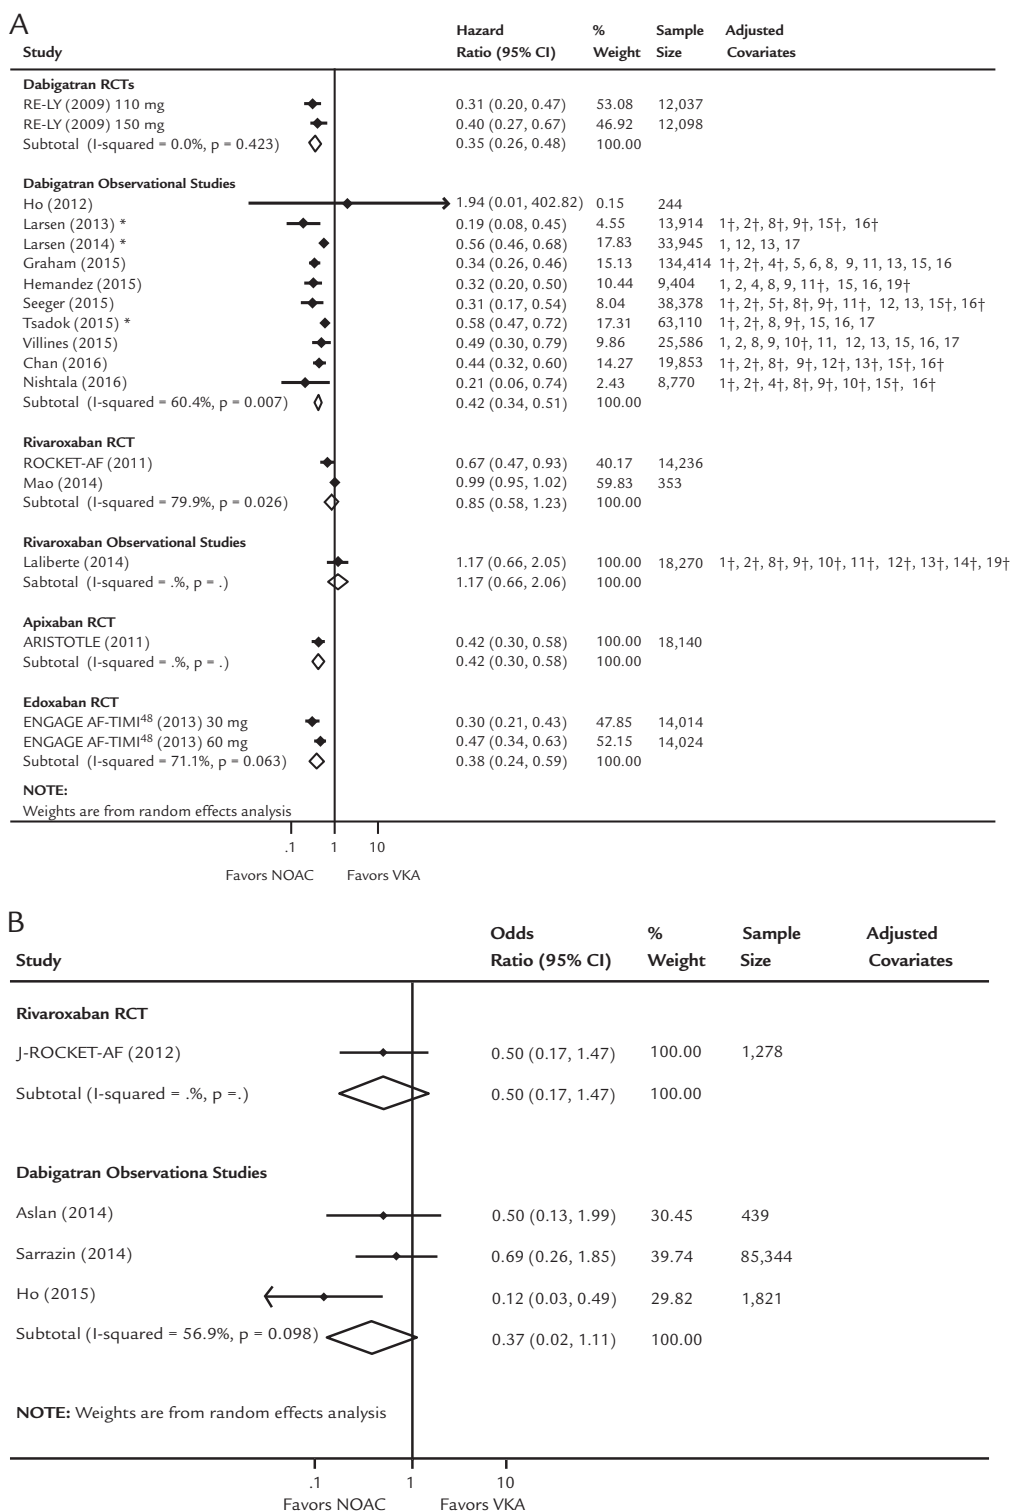 A
Hazard % Sample Adjusted
Study Ratio (95% CI) Weight Size Covariates
Dabigatran RCTs
RE-LY (2009) 110 mg 0.31 (0.20, 0.47) 53.08 12,037
RE-LY (2009) 150 mg 0.40 (0.27, 0.67) 46.92 12,098
Subtotal (I-squared = 0.0%, p = 0.423) 0.35 (0.26, 0.48) 100.00
Dabigatran Observational Studies
Ho (2012) 1.94 (0.01, 402.82) 0.15 244
Larsen (2013) * 0.19 (0.08, 0.45) 4.55 13,914 1†, 2†, 8†, 9†, 15†, 16†
Larsen (2014) * 0.56 (0.46, 0.68) 17.83 33,945 1, 12, 13, 17
Graham (2015) 0.34 (0.26, 0.46) 15.13 134,414 1†, 2†, 4†, 5, 6, 8, 9, 11, 13, 15, 16
Hemandez (2015) 0.32 (0.20, 0.50) 10.44 9,404 1, 2, 4, 8, 9, 11†, 15, 16, 19†
Seeger (2015) 0.31 (0.17, 0.54) 8.04 38,378 1†, 2†, 5†, 8†, 9†, 11†, 12, 13, 15†, 16†
Tsadok (2015) * 0.58 (0.47, 0.72) 17.31 63,110 1†, 2†, 8, 9†, 15, 16, 17
Villines (2015) 0.49 (0.30, 0.79) 9.86 25,586 1, 2, 8, 9, 10†, 11, 12, 13, 15, 16, 17
Chan (2016) 0.44 (0.32, 0.60) 14.27 19,853 1†, 2†, 8†, 9†, 12†, 13†, 15†, 16†
Nishtala (2016) 0.21 (0.06, 0.74) 2.43 8,770 1†, 2†, 4†, 8†, 9†, 10†, 15†, 16†
Subtotal (I-squared = 60.4%, p = 0.007) 0.42 (0.34, 0.51) 100.00
Rivaroxaban RCT
ROCKET-AF (2011) 0.67 (0.47, 0.93) 40.17 14,236
Mao (2014) 0.99 (0.95, 1.02) 59.83 353
Subtotal (I-squared = 79.9%, p = 0.026) 0.85 (0.58, 1.23) 100.00
Rivaroxaban Observational Studies
Laliberte (2014) 1.17 (0.66, 2.05) 100.00 18,270 1†, 2†, 8†, 9†, 10†, 11†, 12†, 13†, 14†, 19†
Sabtotal (I-squared = .%, p = .) 1.17 (0.66, 2.06) 100.00
Apixaban RCT
ARISTOTLE (2011) 0.42 (0.30, 0.58) 100.00 18,140
Subtotal (I-squared = .%, p = .) 0.42 (0.30, 0.58) 100.00
Edoxaban RCT
ENGAGE AF-TIMI48 (2013) 30 mg 0.30 (0.21, 0.43) 47.85 14,014
ENGAGE AF-TIMI48 (2013) 60 mg 0.47 (0.34, 0.63) 52.15 14,024
Subtotal (I-squared = 71.1%, p = 0.063) 0.38 (0.24, 0.59) 100.00
NOTE:
Weights are from random effects analysis
.1 1 10
Favors NOAC Favors VKA
B
Odds % Sample Adjusted
Study Ratio (95% CI) Weight Size Covariates
Rivaroxaban RCT
J-ROCKET-AF (2012) 0.50 (0.17, 1.47) 100.00 1,278
Subtotal (I-squared = .%, p =.) 0.50 (0.17, 1.47) 100.00
Dabigatran Observationa Studies
Aslan (2014) 0.50 (0.13, 1.99) 30.45 439
Sarrazin (2014) 0.69 (0.26, 1.85) 39.74 85,344
Ho (2015) 0.12 (0.03, 0.49) 29.82 1,821
Subtotal (I-squared = 56.9%, p = 0.098) 0.37 (0.02, 1.11) 100.00
NOTE: Weights are from random effects analysis
.1 1 10
Favors NOAC Favors VKA